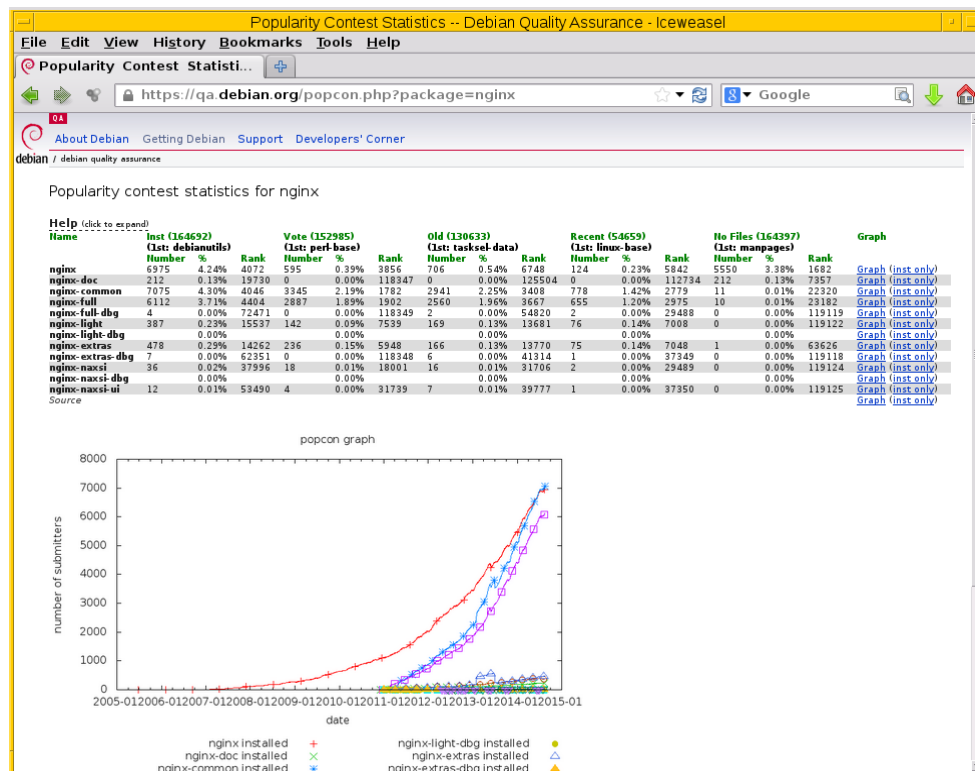 Popularity Contest Statistics -- Debian Quality Assurance - Iceweasel
File Edit View History Bookmarks Tools Help
Popularity Contest Statisti...
https://qa.debian.org/popcon.php?package=nginx Google
QA
About Debian Getting Debian Support Developers' Corner
debian / debian quality assurance
Popularity contest statistics for nginx
Help (click to expand)
Name Inst (164692) Vote (152985) Old (130633) Recent (54659) No Files (164397) Graph
(1st: debianutils) (1st: perl-base) (1st: tasksel-data) (1st: linux-base) (1st: manpages)
Number % Rank Number % Rank Number % Rank Number % Rank Number % Rank
nginx 6975 4.24% 4072 595 0.39% 3856 706 0.54% 6748 124 0.23% 5842 5550 3.38% 1682 Graph (inst only)
nginx-doc 212 0.13% 19730 0 0.00% 118347 0 0.00% 125504 0 0.00% 112734 212 0.13% 7357 Graph (inst only)
nginx-common 7075 4.30% 4046 3345 2.19% 1782 2941 2.25% 3408 778 1.42% 2779 11 0.01% 22320 Graph (inst only)
nginx-full 6112 3.71% 4404 2887 1.89% 1902 2560 1.96% 3667 655 1.20% 2975 10 0.01% 23182 Graph (inst only)
nginx-full-dbg 4 0.00% 72471 0 0.00% 118349 2 0.00% 54820 2 0.00% 29488 0 0.00% 119119 Graph (inst only)
nginx-light 387 0.23% 15537 142 0.09% 7539 169 0.13% 13681 76 0.14% 7008 0 0.00% 119122 Graph (inst only)
nginx-light-dbg 0.00% 0.00% 0.00% 0.00% 0.00% Graph (inst only)
nginx-extras 478 0.29% 14262 236 0.15% 5948 166 0.13% 13770 75 0.14% 7048 1 0.00% 63626 Graph (inst only)
nginx-extras-dbg 7 0.00% 62351 0 0.00% 118348 6 0.00% 41314 1 0.00% 37349 0 0.00% 119118 Graph (inst only)
nginx-naxsi 36 0.02% 37996 18 0.01% 18001 16 0.01% 31706 2 0.00% 29489 0 0.00% 119124 Graph (inst only)
nginx-naxsi-dbg 0.00% 0.00% 0.00% 0.00% 0.00% Graph (inst only)
nginx-naxsi-ui 12 0.01% 53490 4 0.00% 31739 7 0.01% 39777 1 0.00% 37350 0 0.00% 119125 Graph (inst only)
Source Graph (inst only)
popcon graph
8000
7000
6000
5000
4000
3000
2000
1000
0
number of submitters
2005-01 2006-01 2007-01 2008-01 2009-01 2010-01 2011-01 2012-01 2013-01 2014-01 2015-01
date
nginx installed nginx-light-dbg installed
nginx-doc installed nginx-extras installed
nginx-common installed nginx-extras-dbg installed